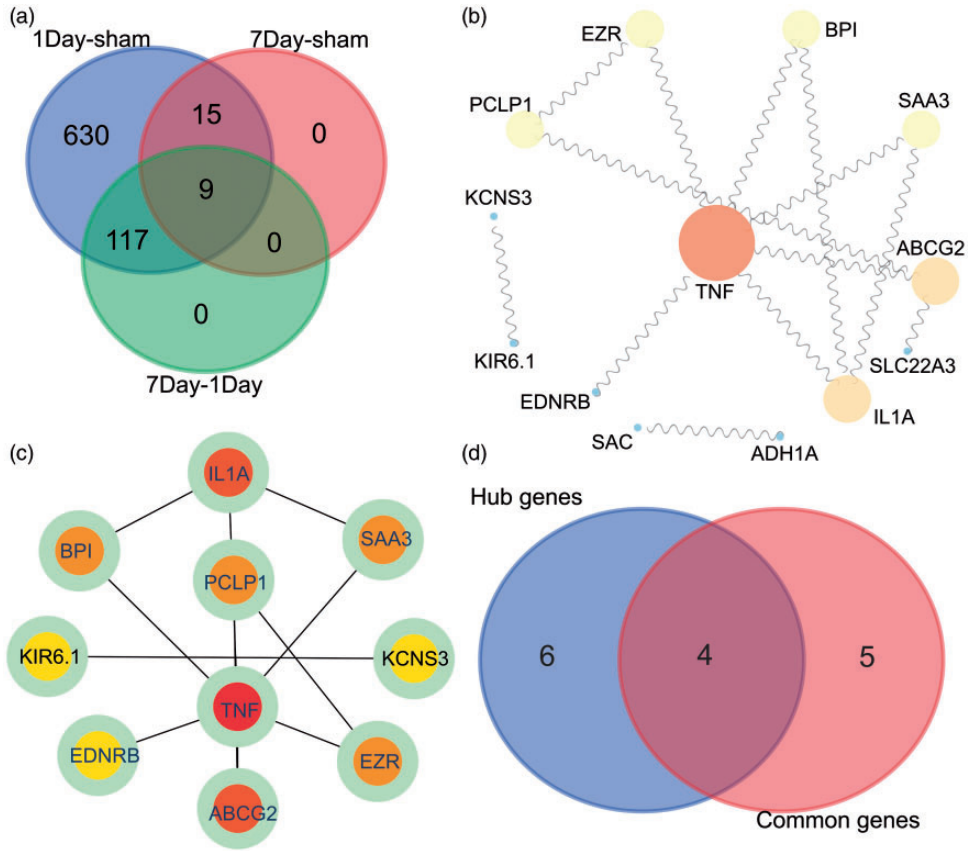 (a)
1Day-sham
7Day-sham
630
15
0
9
117
0
0
7Day-1Day
(b)
EZR
BPI
PCLP1
SAA3
KCNS3
ABCG2
TNF
KIR6.1
SLC22A3
EDNRB
IL1A
SAC
ADH1A
(c)
IL1A
BPI
SAA3
PCLP1
KIR6.1
KCNS3
TNF
EDNRB
EZR
ABCG2
(d)
Hub genes
6
4
5
Common genes